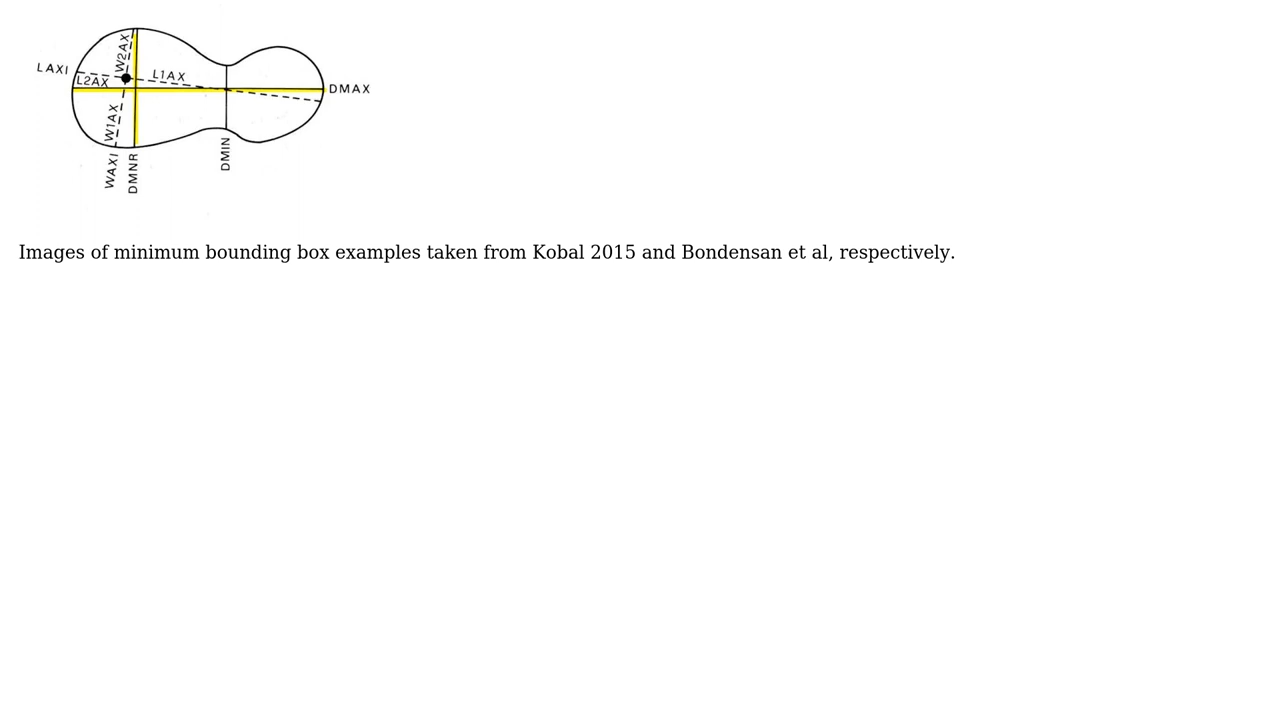 W2AX
LAXI
L2AX
L1AX
DMAX
W1AX
WAXI
DMNR
DMIN
Images of minimum bounding box examples taken from Kobal 2015 and Bondensan et al, respectively.